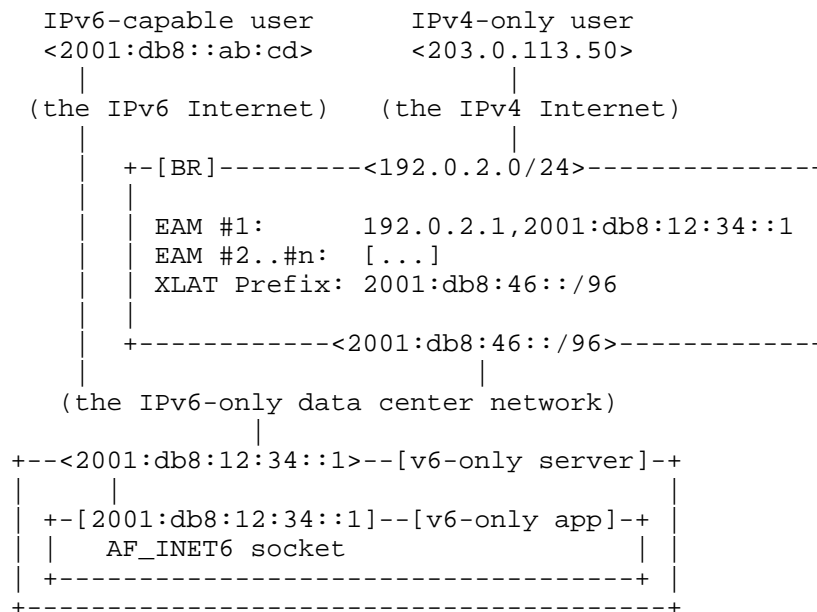 IPv6-capable user IPv4-only user
<2001:db8::ab:cd> <203.0.113.50>
(the IPv6 Internet) (the IPv4 Internet)
+-[BR]---------<192.0.2.0/24>---------------
EAM #1: 192.0.2.1,2001:db8:12:34::1
EAM #2..#n: [...]
XLAT Prefix: 2001:db8:46::/96
+------------<2001:db8:46::/96>-------------
(the IPv6-only data center network)
+--<2001:db8:12:34::1>--[v6-only server]-+
+-[2001:db8:12:34::1]--[v6-only app]-+
AF_INET6 socket